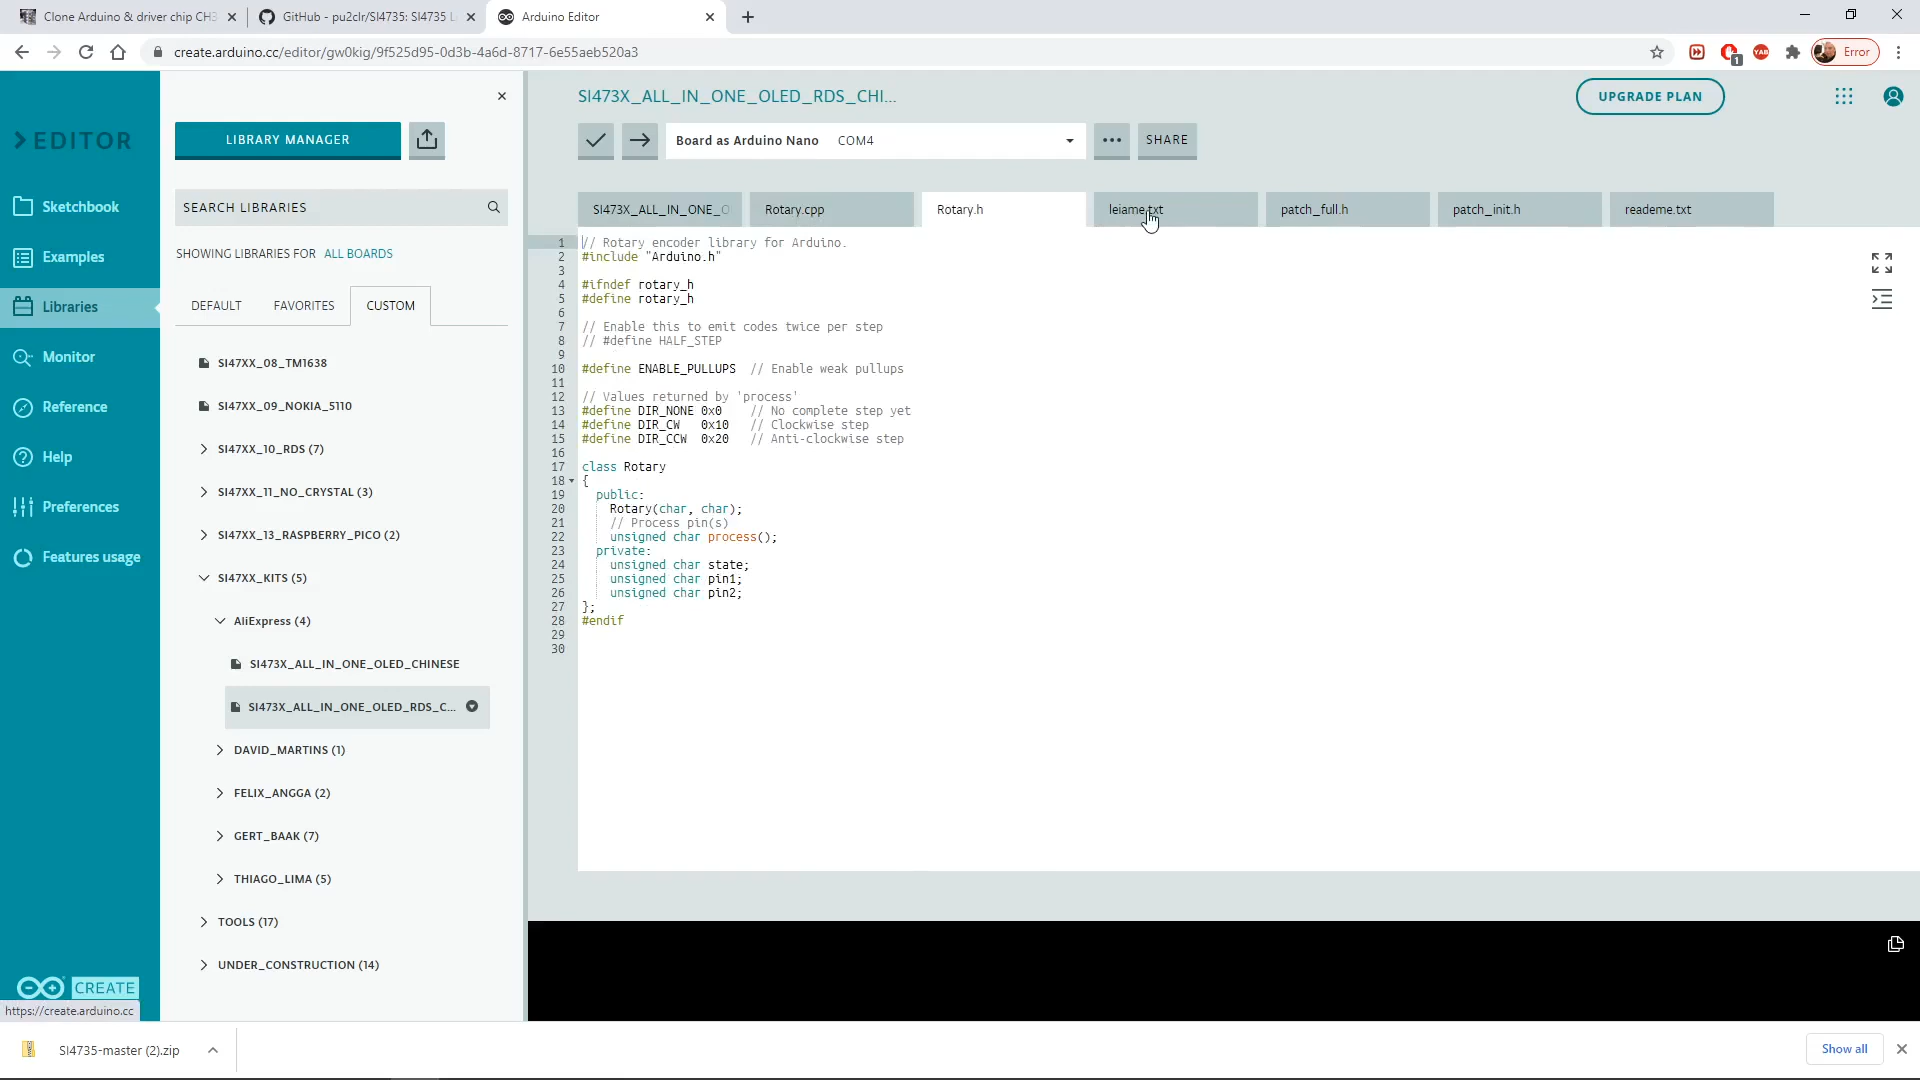 Clone Arduino & driver chip CH3
GitHub - pu2clr/SI4735: SI4735 L
Arduino Editor
create.arduino.cc/editor/gw0kig/9f525d95-0d3b-4a6d-8717-6e55aeb520a3
1
YAB
Error
EDITOR
Sketchbook
Examples
Libraries
Monitor
Reference
Help
Preferences
Features usage
CREATE
https://create.arduino.cc
LIBRARY MANAGER
SEARCH LIBRARIES
SHOWING LIBRARIES FOR ALL BOARDS
DEFAULT FAVORITES CUSTOM
SI47XX_08_TM1638
SI47XX_09_NOKIA_5110
SI47XX_10_RDS (7)
SI47XX_11_NO_CRYSTAL (3)
SI47XX_13_RASPBERRY_PICO (2)
SI47XX_KITS (5)
AliExpress (4)
SI473X_ALL_IN_ONE_OLED_CHINESE
SI473X_ALL_IN_ONE_OLED_RDS_C...
DAVID_MARTINS (1)
FELIX_ANGGA (2)
GERT_BAAK (7)
THIAGO_LIMA (5)
TOOLS (17)
UNDER_CONSTRUCTION (14)
SI473X_ALL_IN_ONE_OLED_RDS_CHI...
UPGRADE PLAN
Board as Arduino Nano COM4
SHARE
SI473X_ALL_IN_ONE_O
Rotary.cpp
Rotary.h
leiame.txt
patch_full.h
patch_init.h
reademe.txt
1 // Rotary encoder library for Arduino.
2 #include "Arduino.h"
3
4 #ifndef rotary_h
5 #define rotary_h
6
7 // Enable this to emit codes twice per step
8 // #define HALF_STEP
9
10 #define ENABLE_PULLUPS // Enable weak pullups
11
12 // Values returned by 'process'
13 #define DIR_NONE 0x0 // No complete step yet
14 #define DIR_CW 0x10 // Clockwise step
15 #define DIR_CCW 0x20 // Anti-clockwise step
16
17 class Rotary
18 {
19 public:
20 Rotary(char, char);
21 // Process pin(s)
22 unsigned char process();
23 private:
24 unsigned char state;
25 unsigned char pin1;
26 unsigned char pin2;
27 };
28 #endif
29
30
SI4735-master (2).zip
Show all